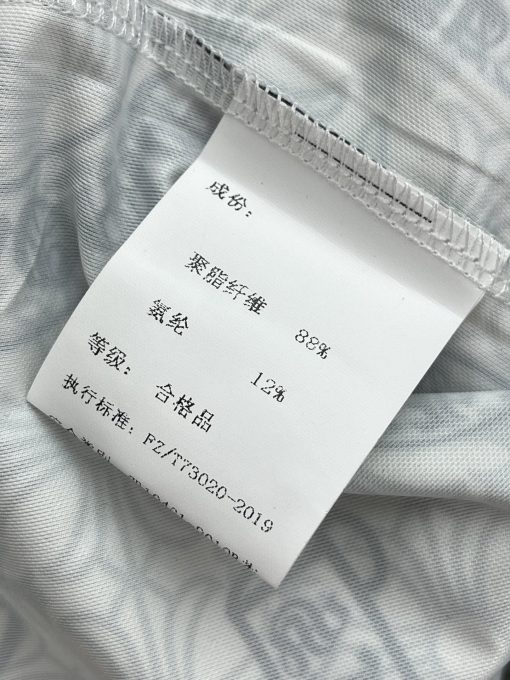 成份:
聚脂纤维 88%
氨纶 12%
等级: 合格品
执行标准: FZ/T73020-2019